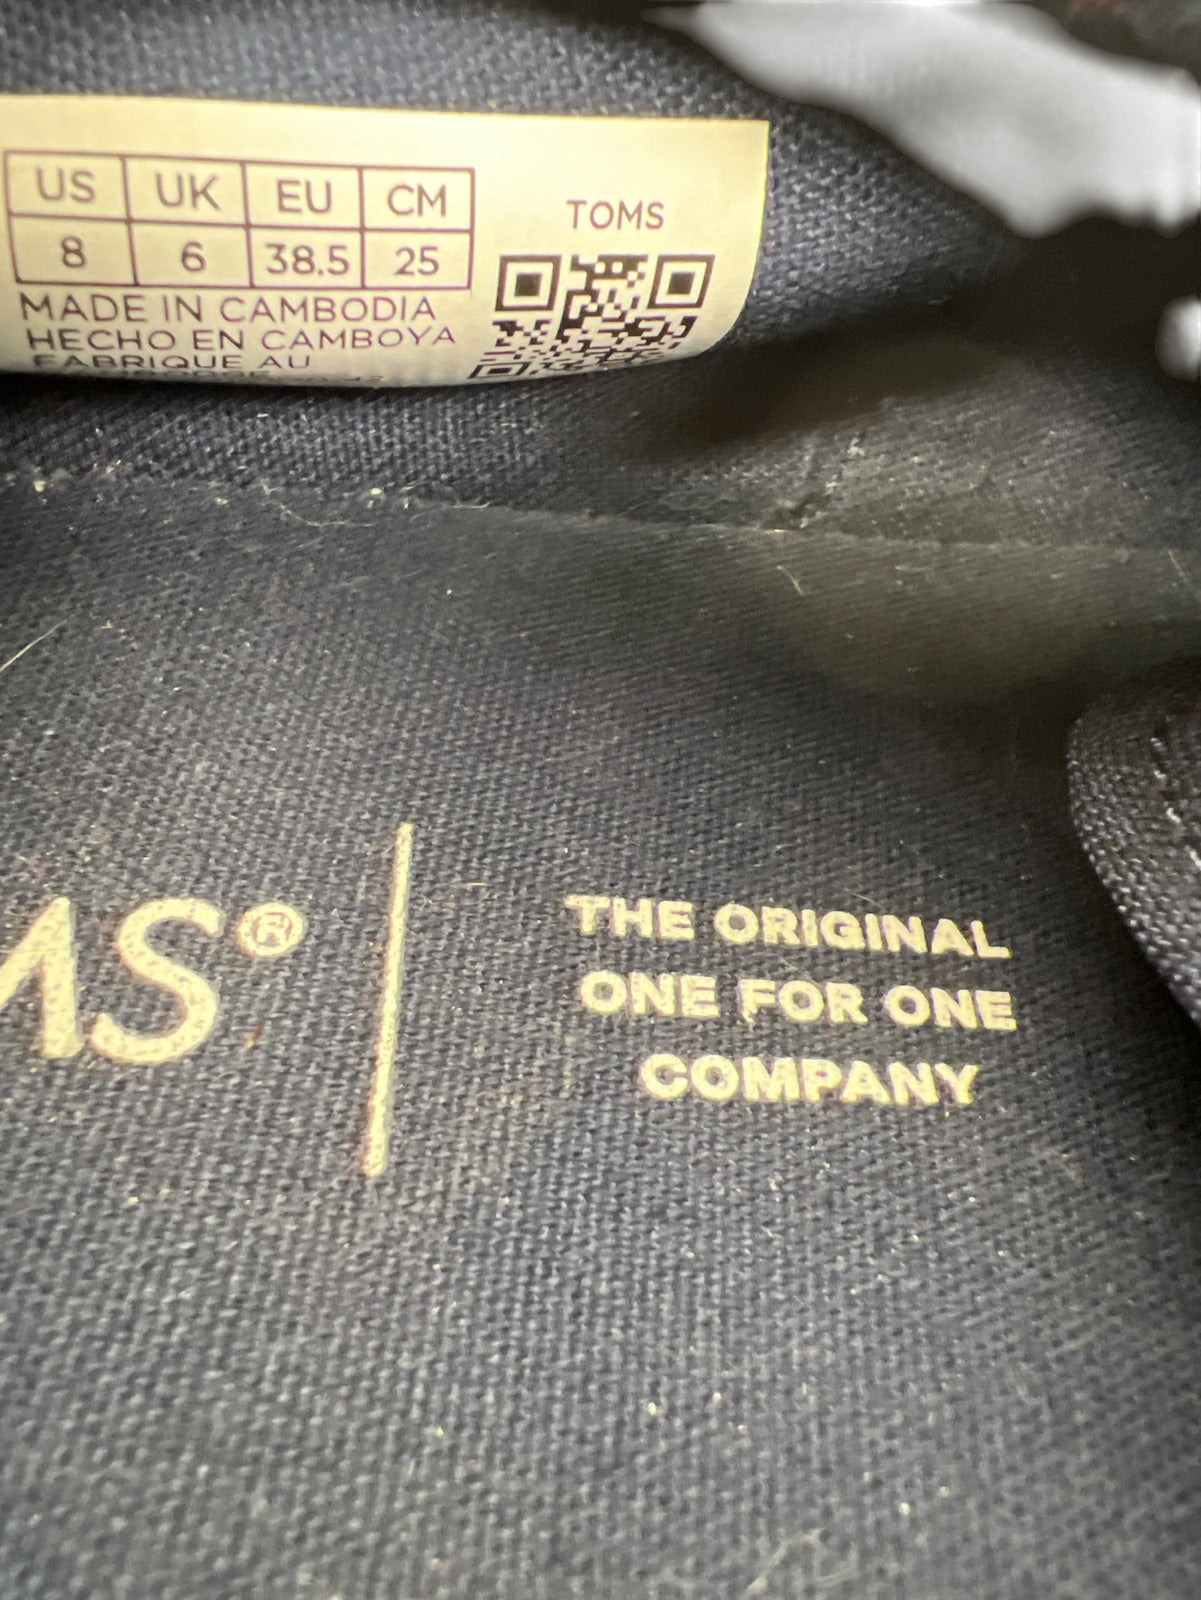 US UK EU CM
8 6 38.5 25
TOMS
MADE IN CAMBODIA
HECHO EN CAMBOYA
FABRIQUE AU
MS®
THE ORIGINAL
ONE FOR ONE
COMPANY